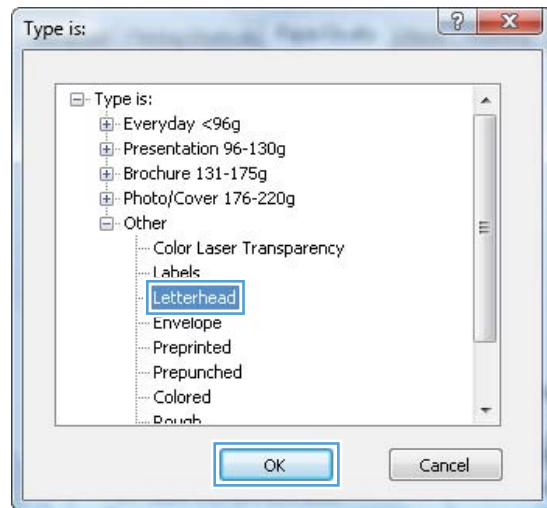 Type is:
Type is:
Everyday <96g
Presentation 96-130g
Brochure 131-175g
Photo/Cover 176-220g
Other
Color Laser Transparency
Labels
Letterhead
Envelope
Preprinted
Prepunched
Colored
Rough
OK Cancel